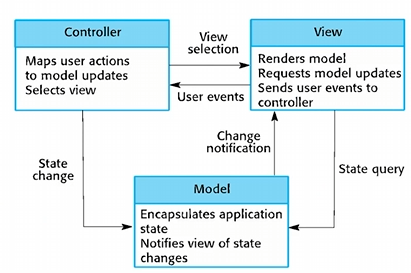 Controller
Maps user actions
to model updates
Selects view
View
selection
User events
View
Renders model
Requests model updates
Sends user events to
controller
State
change
Change
notification
State query
Model
Encapsulates application
state
Notifies view of state
changes